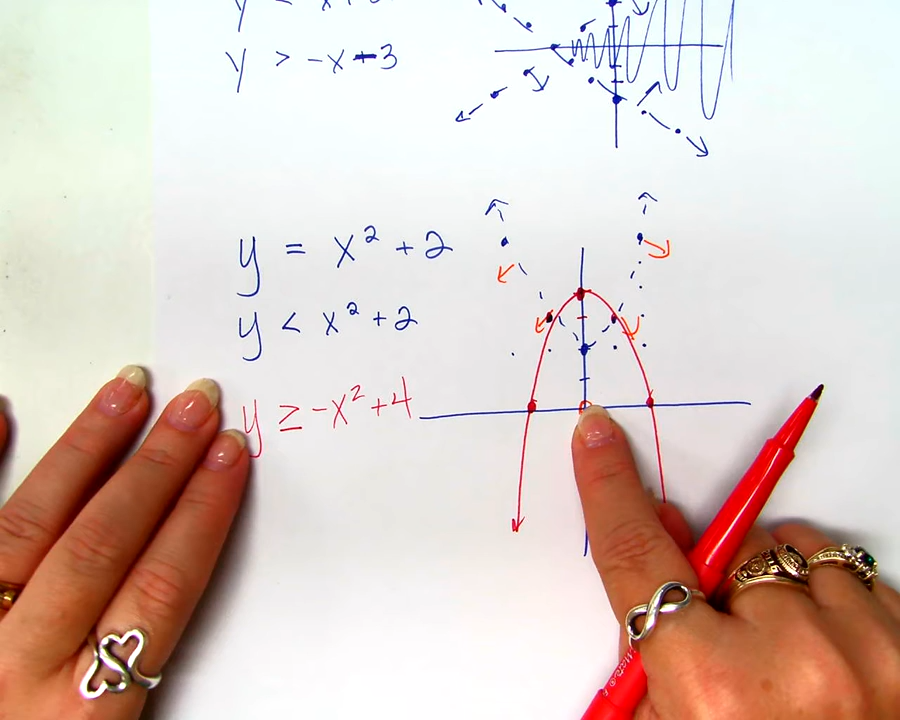 y > -x - 3
y = x² + 2
y < x² + 2
y ≥ -x² + 4